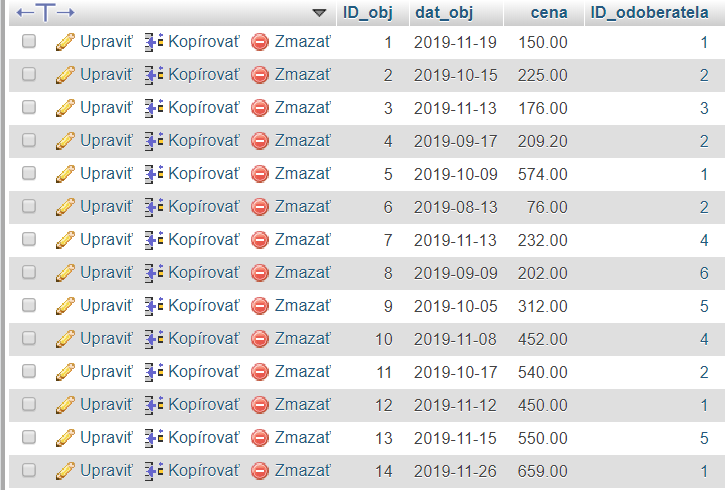 ID_obj dat_obj cena ID_odoberatela
Upraviť Kopírovať Zmazať 1 2019-11-19 150.00 1
Upraviť Kopírovať Zmazať 2 2019-10-15 225.00 2
Upraviť Kopírovať Zmazať 3 2019-11-13 176.00 3
Upraviť Kopírovať Zmazať 4 2019-09-17 209.20 2
Upraviť Kopírovať Zmazať 5 2019-10-09 574.00 1
Upraviť Kopírovať Zmazať 6 2019-08-13 76.00 2
Upraviť Kopírovať Zmazať 7 2019-11-13 232.00 4
Upraviť Kopírovať Zmazať 8 2019-09-09 202.00 6
Upraviť Kopírovať Zmazať 9 2019-10-05 312.00 5
Upraviť Kopírovať Zmazať 10 2019-11-08 452.00 4
Upraviť Kopírovať Zmazať 11 2019-10-17 540.00 2
Upraviť Kopírovať Zmazať 12 2019-11-12 450.00 1
Upraviť Kopírovať Zmazať 13 2019-11-15 550.00 5
Upraviť Kopírovať Zmazať 14 2019-11-26 659.00 1